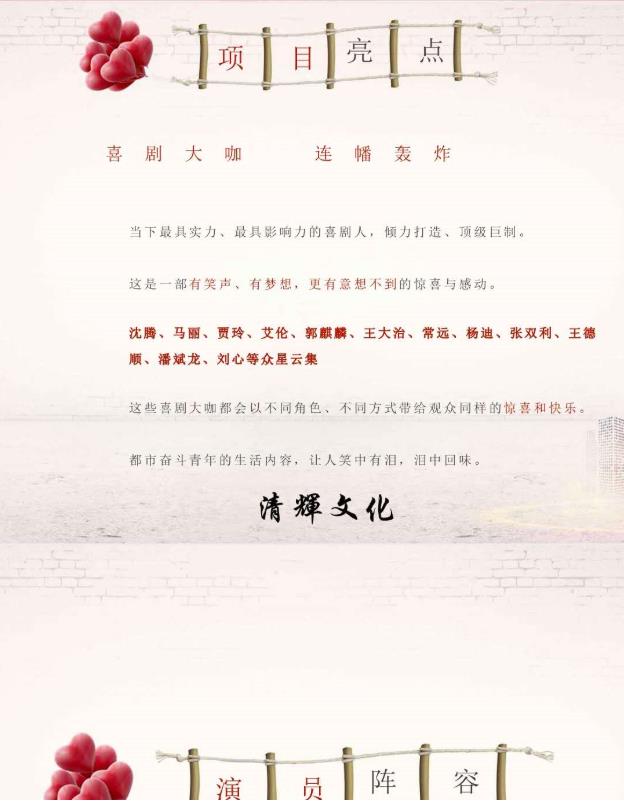 项目亮点
喜剧大咖 连幡轰炸
当下最具实力、最具影响力的喜剧人，倾力打造、顶级巨制。
这是一部有笑声、有梦想，更有意想不到的惊喜与感动。
沈腾、马丽、贾玲、艾伦、郭麒麟、王大治、常远、杨迪、张双利、王德
顺、潘斌龙、刘心等众星云集
这些喜剧大咖都会以不同角色、不同方式带给观众同样的惊喜和快乐。
都市奋斗青年的生活内容，让人笑中有泪，泪中回味。
清輝文化
演员阵容